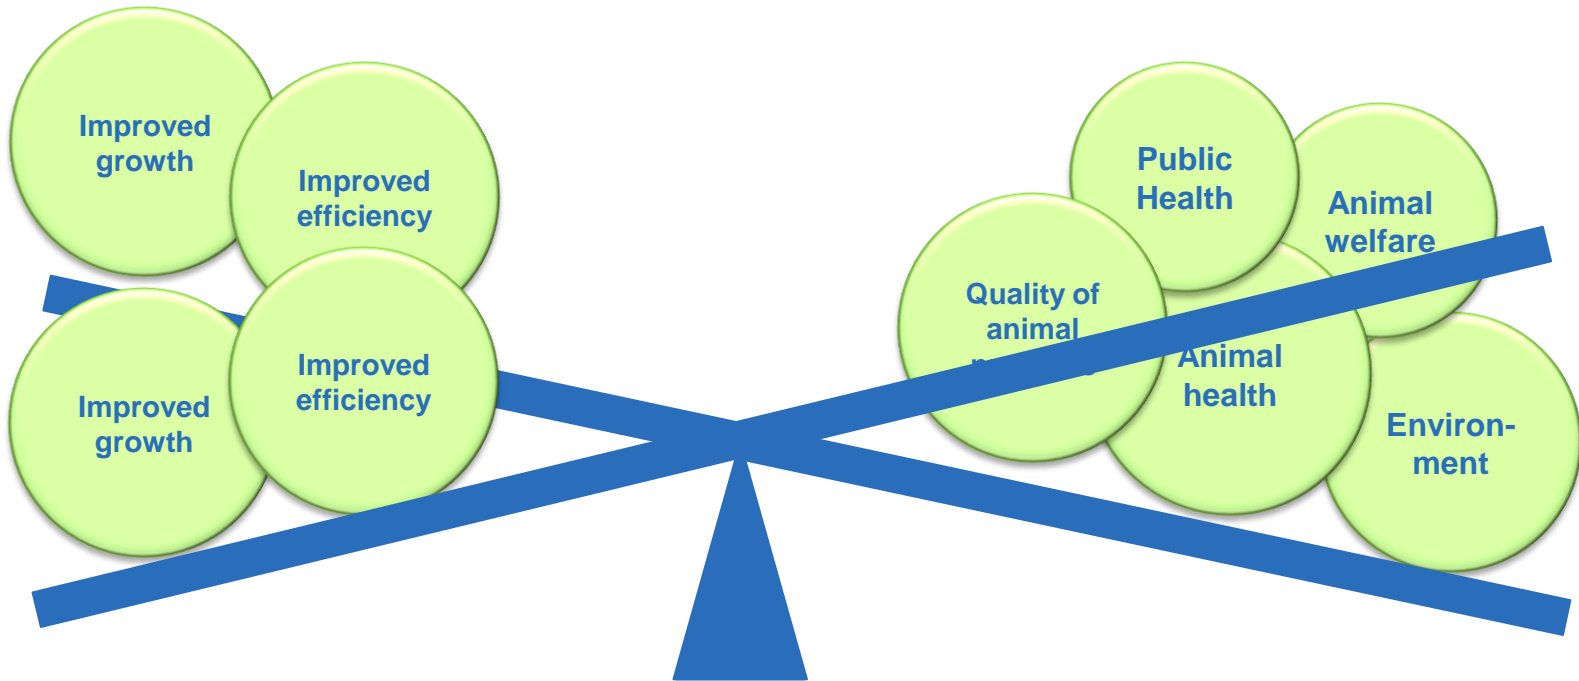 Improved
growth
Improved
efficiency
Improved
growth
Improved
efficiency
Public
Health
Animal
welfare
Quality of
animal
Animal
health
Environ-
ment